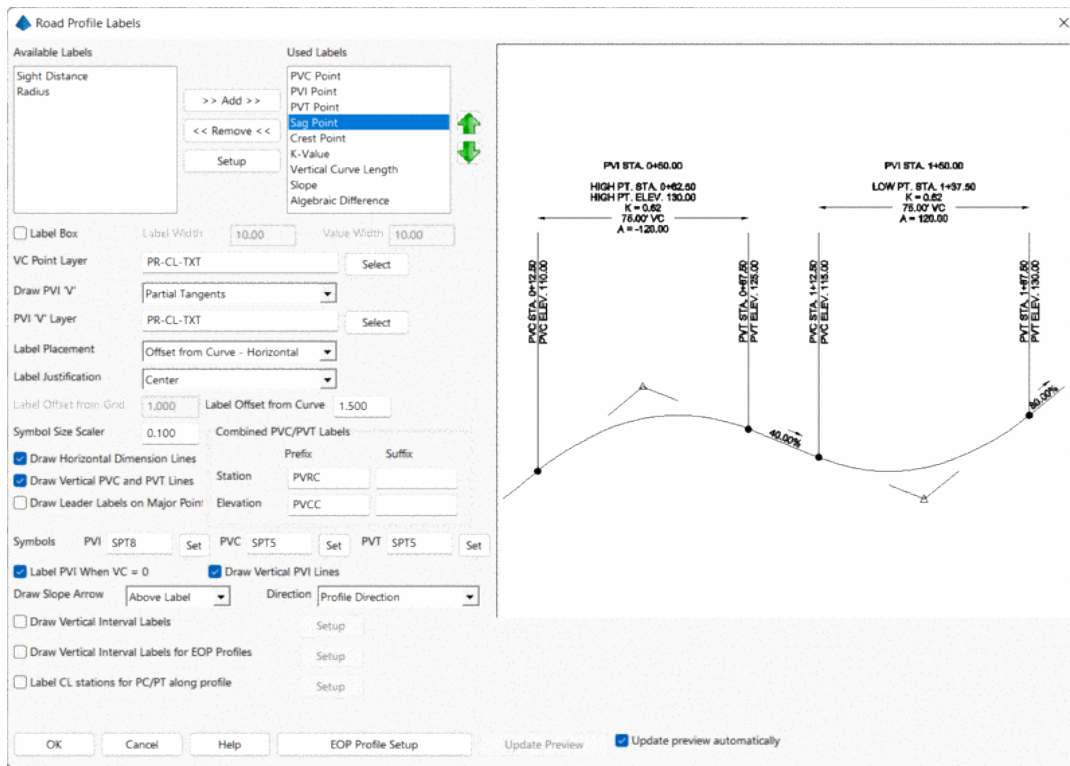 Road Profile Labels
Available Labels
Used Labels
Sight Distance
Radius
>> Add >>
<< Remove <<
Setup
PVC Point
PVI Point
PVT Point
Sag Point
Crest Point
K-Value
Vertical Curve Length
Slope
Algebraic Difference
Label Box Label Width 10.00 Value Width 10.00
VC Point Layer PR-CL-TXT Select
Draw PVI 'V' Partial Tangents
PVI 'V' Layer PR-CL-TXT Select
Label Placement Offset from Curve - Horizontal
Label Justification Center
Label Offset from Grid 1.000 Label Offset from Curve 1.500
Symbol Size Scaler 0.100 Combined PVC/PVT Labels
Prefix Suffix
Draw Horizontal Dimension Lines
Station PVRC
Draw Vertical PVC and PVT Lines
Draw Leader Labels on Major Point
Elevation PVCC
Symbols PVI SPT8 Set PVC SPT5 Set PVT SPT5 Set
Label PVI When VC = 0 Draw Vertical PVI Lines
Draw Slope Arrow Above Label Direction Profile Direction
Draw Vertical Interval Labels Setup
Draw Vertical Interval Labels for EOP Profiles Setup
Label CL stations for PC/PT along profile Setup
OK Cancel Help EOP Profile Setup Update Preview Update preview automatically
PVI STA. 0+50.00
HIGH PT. STA. 0+62.50
HIGH PT. ELEV. 130.00
K = 0.62
75.00' VC
A = -120.00
PVI STA. 1+50.00
LOW PT. STA. 1+37.50
K = 0.62
75.00' VC
A = 120.00
PVC STA. 0+12.50
PVC ELEV. 110.00
PVT STA. 0+87.50
PVT ELEV. 125.00
PVC STA. 1+12.50
PVC ELEV. 115.00
PVT STA. 1+87.50
PVT ELEV. 130.00
40.00%
80.00%